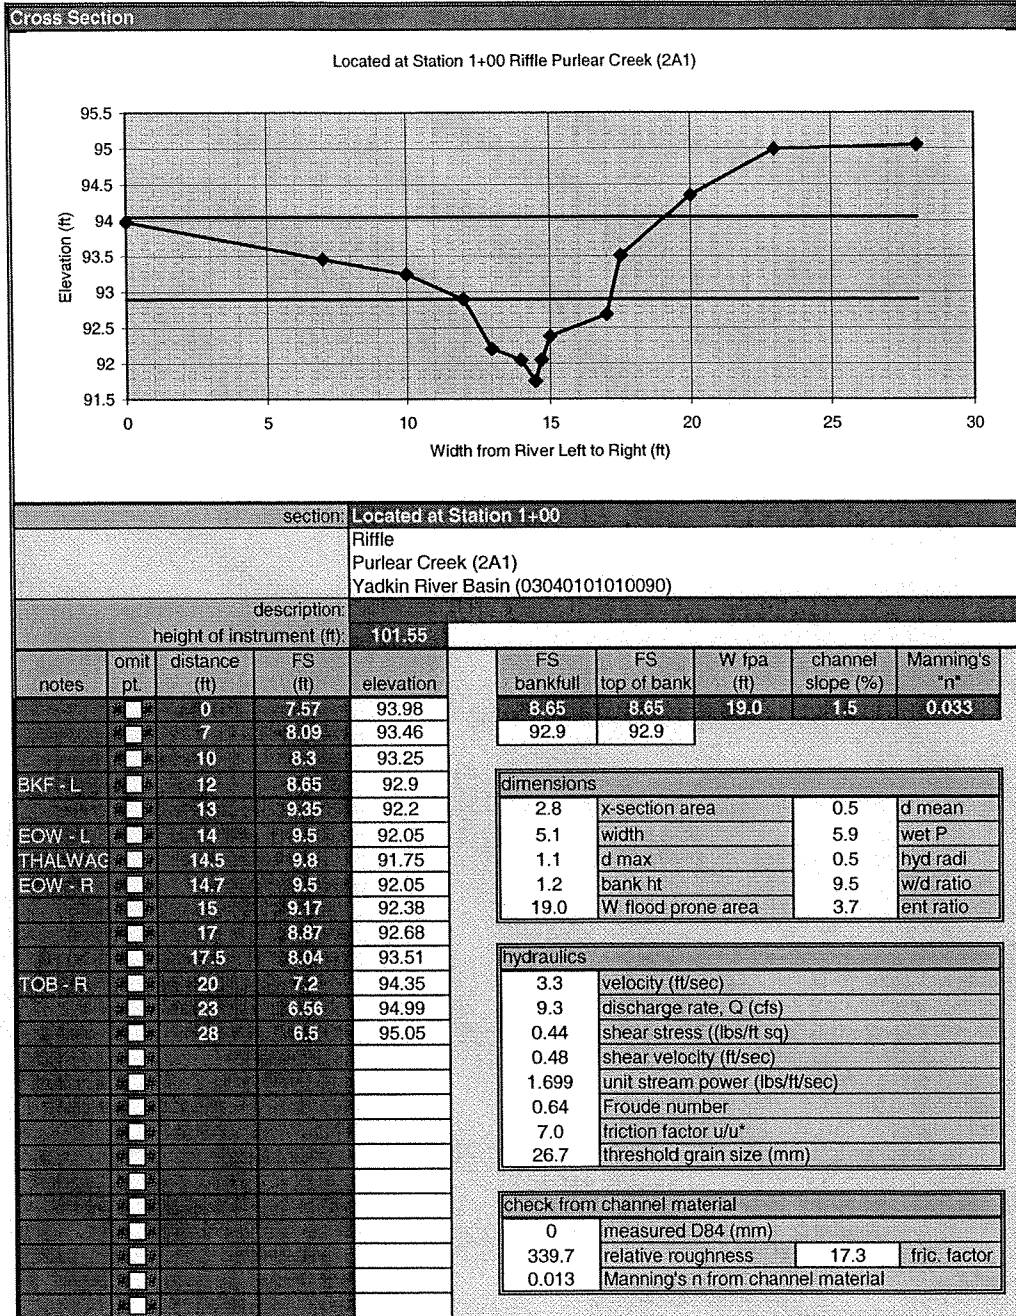 Cross Section
Located at Station 1+00 Riffle Purlear Creek (2A1)
95.5
95
94.5
94
93.5
93
92.5
92
91.5
Elevation (ft)
0 5 10 15 20 25 30
Width from River Left to Right (ft)
section: Located at Station 1+00
Riffle
Purlear Creek (2A1)
Yadkin River Basin (03040101010090)
description:
height of instrument (ft): 101.55
notes omit pt. distance (ft) FS (ft) elevation
0 7.57 93.98
7 8.09 93.46
10 8.3 93.25
BKF - L 12 8.65 92.9
13 9.35 92.2
EOW - L 14 9.5 92.05
THALWAG 14.5 9.8 91.75
EOW - R 14.7 9.5 92.05
15 9.17 92.38
17 8.87 92.68
17.5 8.04 93.51
TOB - R 20 7.2 94.35
23 6.56 94.99
28 6.5 95.05
FS bankfull FS top of bank W fpa (ft) channel slope (%) Manning's "n"
8.65 8.65 19.0 1.5 0.033
92.9 92.9
dimensions
2.8 x-section area 0.5 d mean
5.1 width 5.9 wet P
1.1 d max 0.5 hyd radi
1.2 bank ht 9.5 w/d ratio
19.0 W flood prone area 3.7 ent ratio
hydraulics
3.3 velocity (ft/sec)
9.3 discharge rate, Q (cfs)
0.44 shear stress ((lbs/ft sq)
0.48 shear velocity (ft/sec)
1.699 unit stream power (lbs/ft/sec)
0.64 Froude number
7.0 friction factor u/u*
26.7 threshold grain size (mm)
check from channel material
0 measured D84 (mm)
339.7 relative roughness 17.3 fric. factor
0.013 Manning's n from channel material